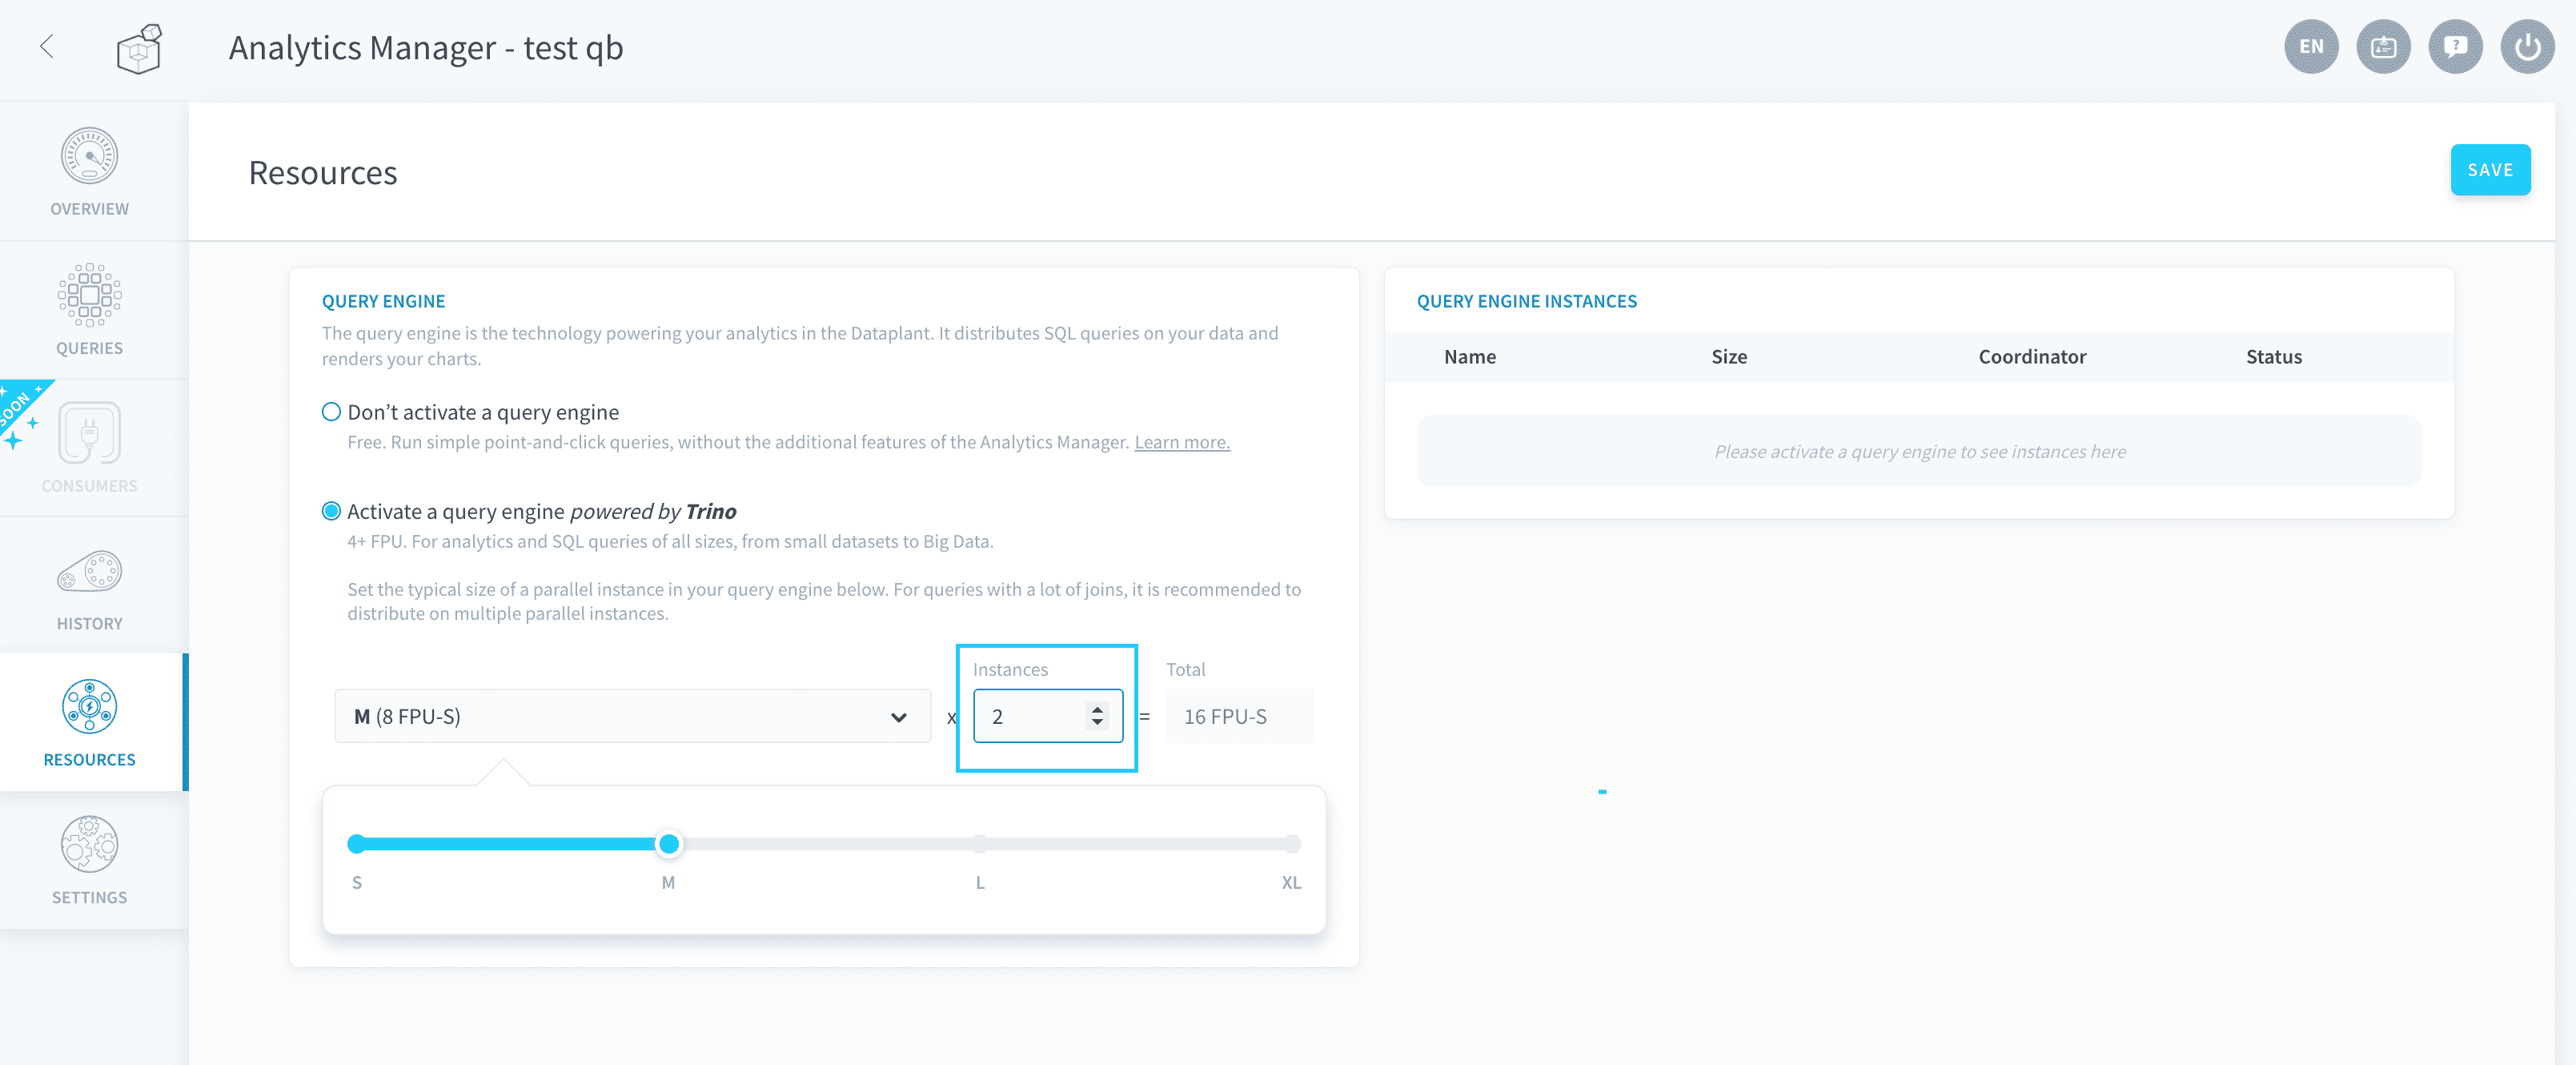 Analytics Manager - test qb
EN
?
OVERVIEW
QUERIES
SOON
CONSUMERS
HISTORY
RESOURCES
SETTINGS
Resources
SAVE
QUERY ENGINE
The query engine is the technology powering your analytics in the Dataplant. It distributes SQL queries on your data and
renders your charts.
Don’t activate a query engine
Free. Run simple point-and-click queries, without the additional features of the Analytics Manager. Learn more.
Activate a query engine powered by Trino
4+ FPU. For analytics and SQL queries of all sizes, from small datasets to Big Data.
Set the typical size of a parallel instance in your query engine below. For queries with a lot of joins, it is recommended to
distribute on multiple parallel instances.
Instances Total
M (8 FPU-S) x 2 = 16 FPU-S
S M L XL
QUERY ENGINE INSTANCES
Name Size Coordinator Status
Please activate a query engine to see instances here